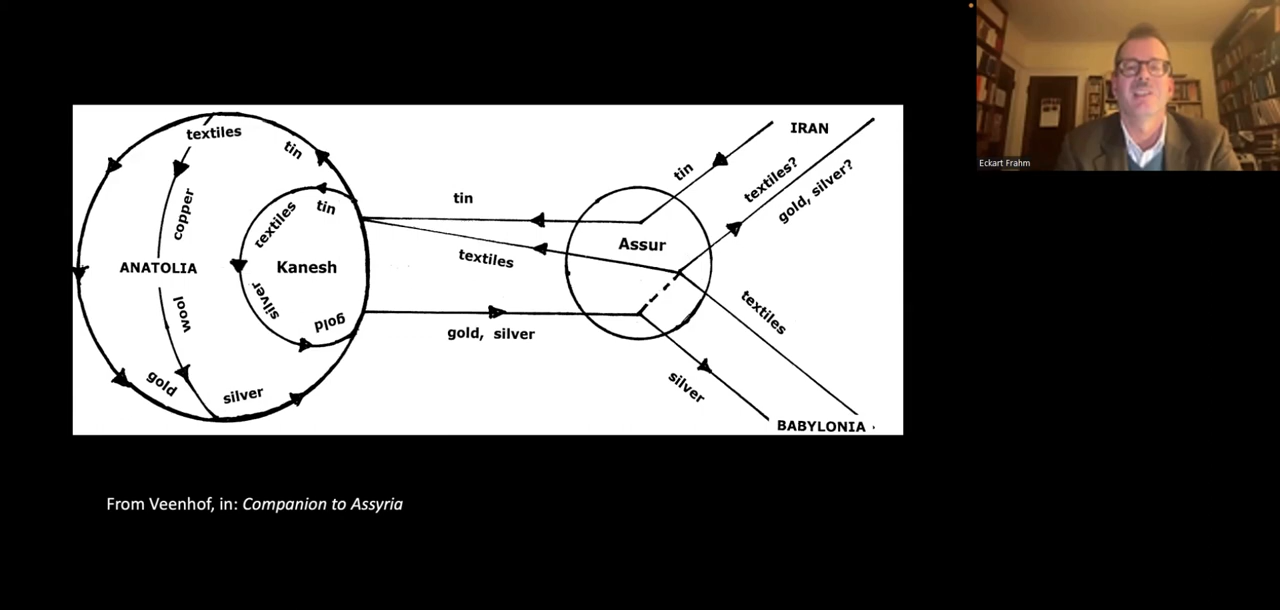 Eckart Frahm
textiles
tin
copper
ANATOLIA
wool
gold
silver
tin
textiles
Kanesh
silver
gold
tin
textiles
gold, silver
Assur
IRAN
tin
textiles?
gold, silver?
textiles
silver
BABYLONIA
From Veenhof, in: Companion to Assyria